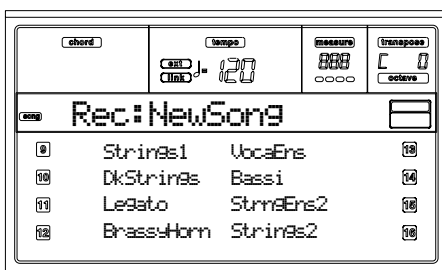 chord tempo measure transpose
ext
link = 120 888 C 0
octave
song Rec:NewSong
9 Strings1 VocaEns 13
10 DkStrings Bassi 14
11 Legato StrngEns2 15
12 BrassyHorn Strings2 16